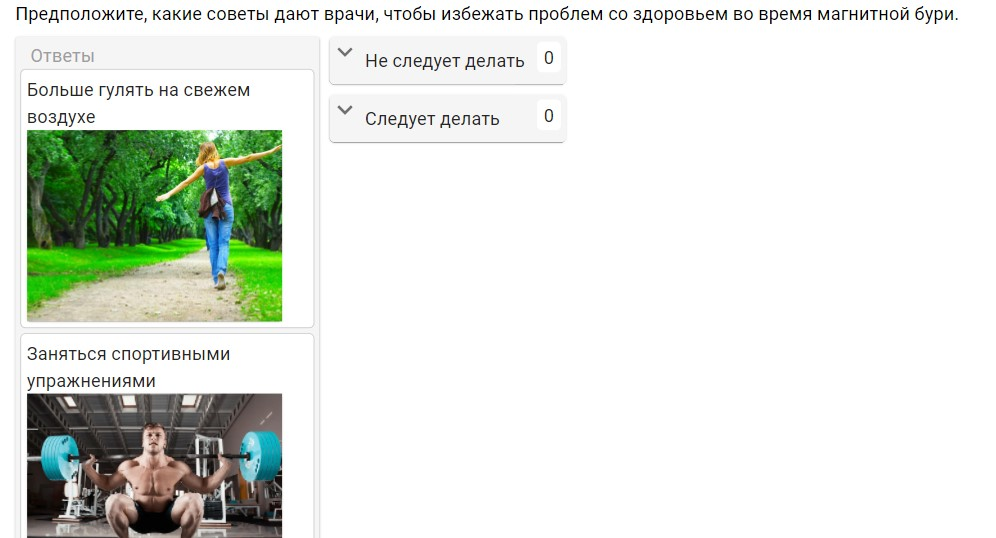 Предположите, какие советы дают врачи, чтобы избежать проблем со здоровьем во время магнитной бури.
Ответы
Больше гулять на свежем
воздухе
Заняться спортивными
упражнениями
Не следует делать 0
Следует делать 0